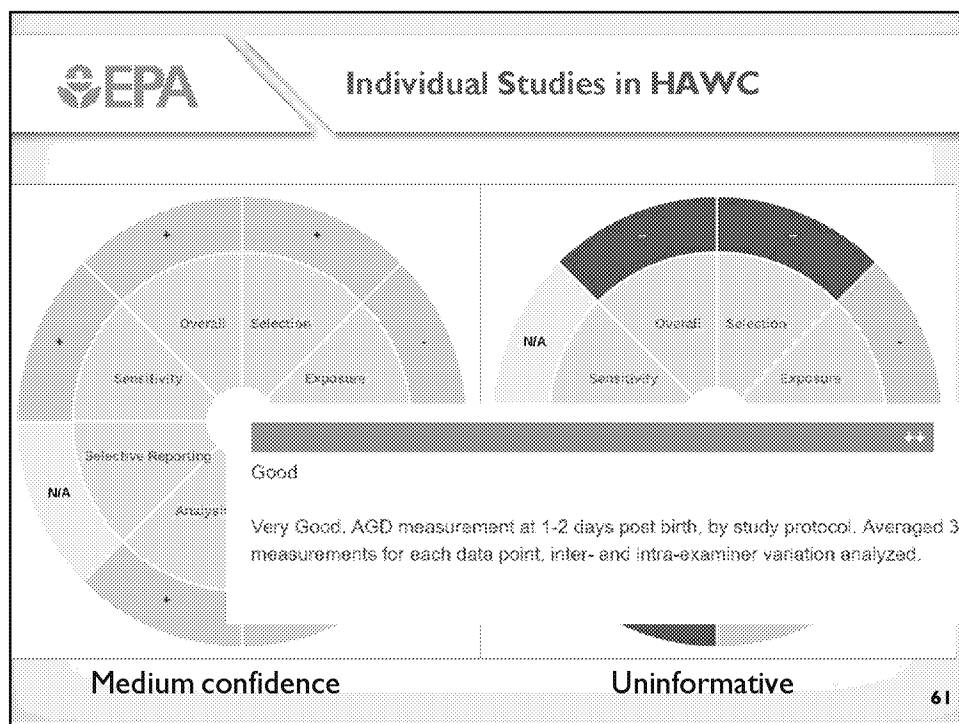 EPA
Individual Studies in HAWC
+
+
Overall
Selection
+
Sensitivity
Exposure
-
Selective Reporting
N/A
Analysis
+
--
--
Overall
Selection
N/A
Sensitivity
Exposure
-
++
Good
Very Good. AGD measurement at 1-2 days post birth, by study protocol. Averaged 3
measurements for each data point, inter- and intra-examiner variation analyzed.
Medium confidence
Uninformative
61